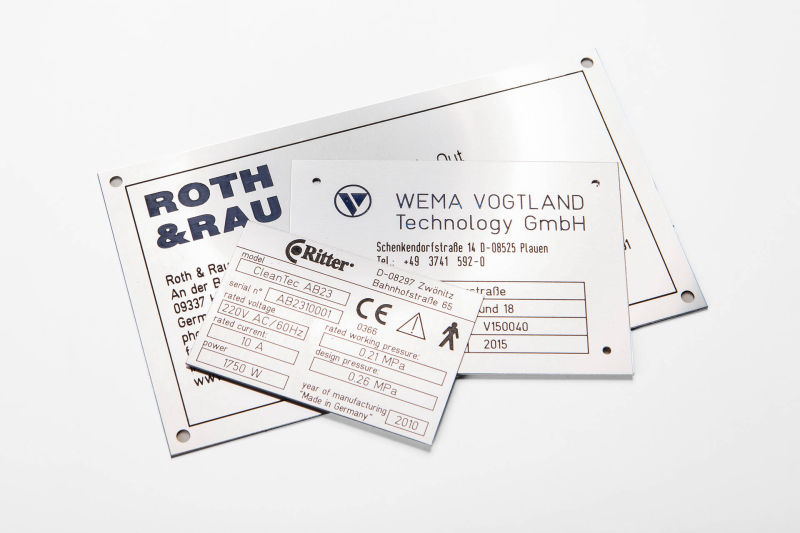 ROTH
&RAU
Out
Roth & Rau
An der
09337
Germ
www.
WEMA VOGTLAND
Technology GmbH
Schenkendorfstraße 14 D-08525 Plauen
Tel.: +49 3741 592-0
straße
und 18
V150040
2015
Ritter
D-08297 Zwönitz
Bahnhofstraße 65
model
CleanTec AB23
serial n°
AB2310001
rated voltage
220V AC/60Hz
rated current:
10 A
power
1750 W
CE
0366
rated working pressure:
0.21 MPa
design pressure:
0.26 MPa
year of manufacturing
"Made in Germany"
2010